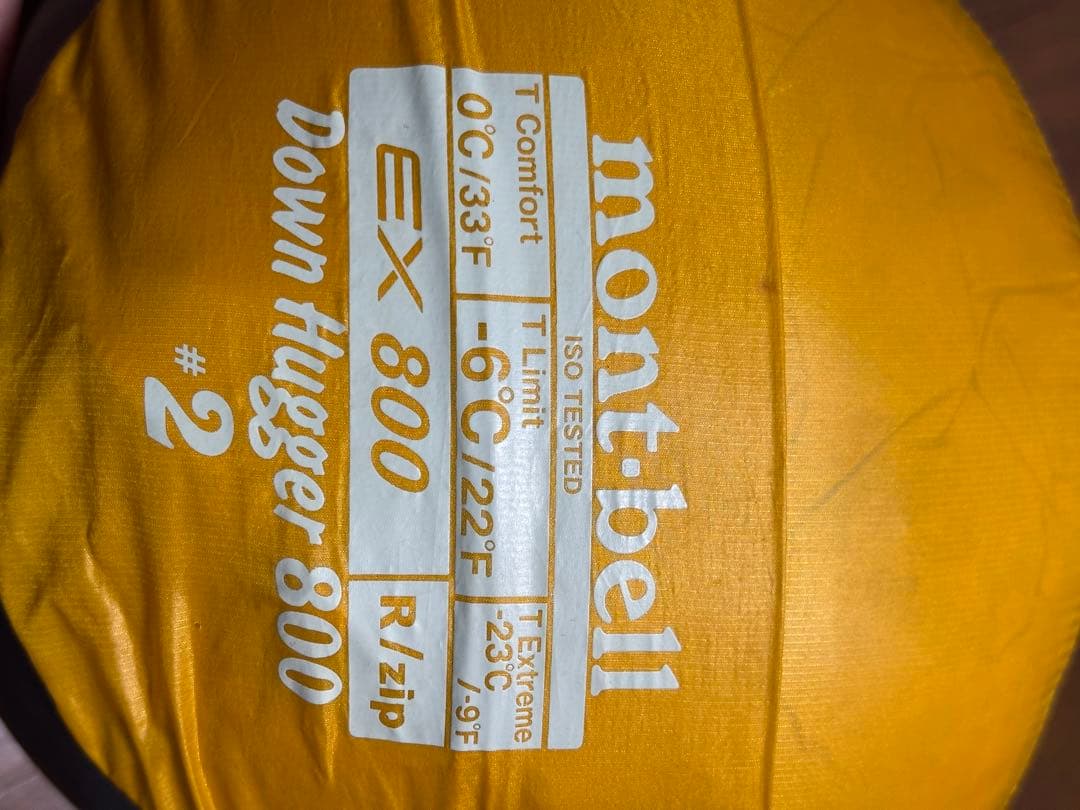 mont-bell
ISO TESTED
T Comfort T Limit T Extreme
0°C/33°F -6°C/22°F -23°C/-9°F
EX 800 R/zip
Down Hugger 800
#2